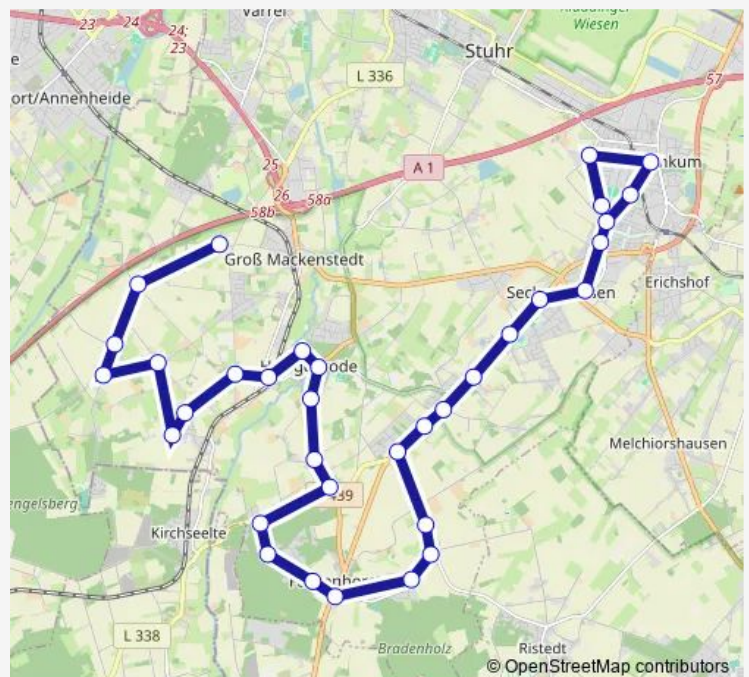 Varrel
23
24
24;
23
Stuhr
Wiesen
L 336
ort/Annenheide
57
25
A 1
26
58a
58b
Groß Mackenstedt
Erichshof
Melchiorshausen
Kirchseelte
L 338
Bradenholz
Ristedt
© OpenStreetMap contributors